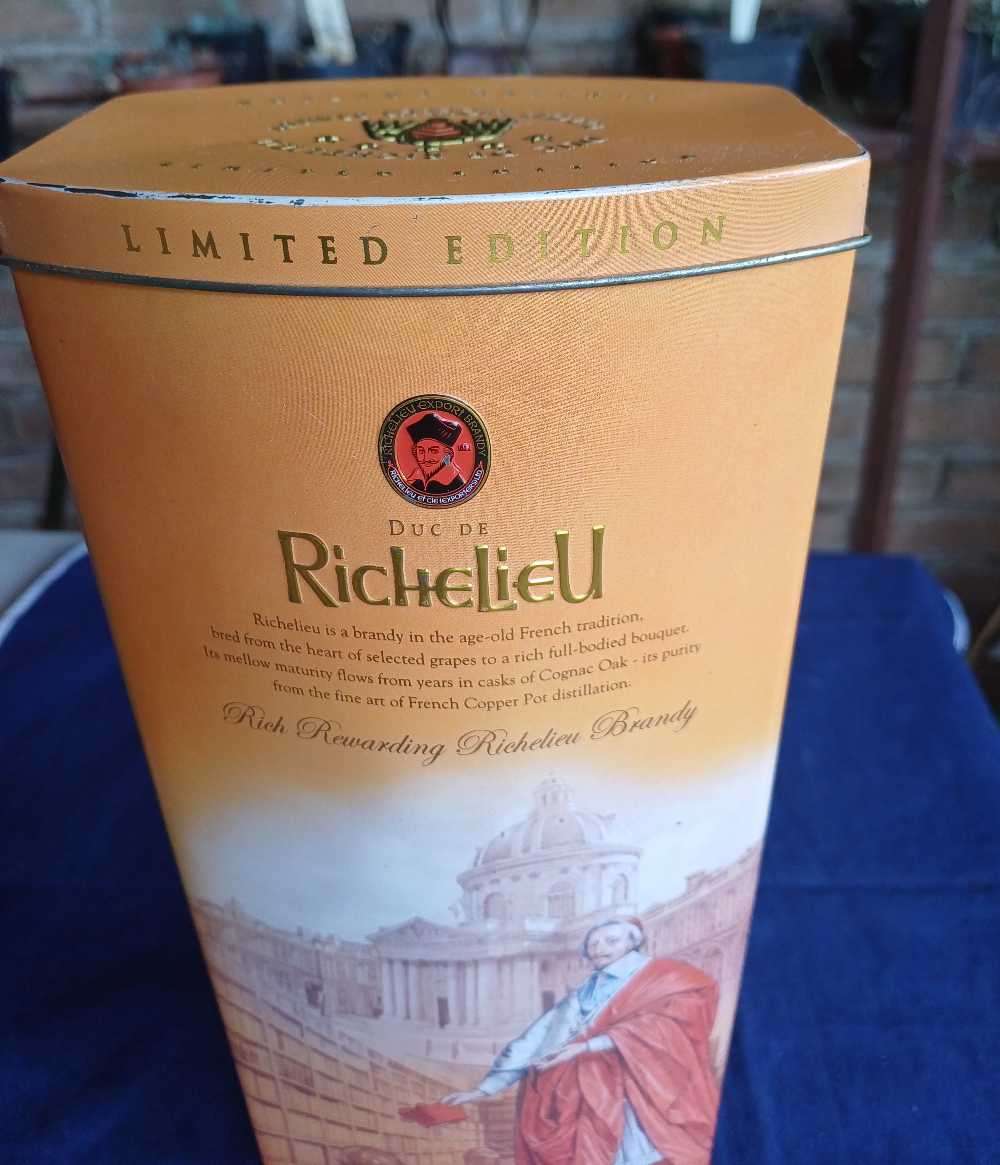 LIMITED EDITION
RICHELIEU EXPORT BRANDY
DUC DE
RICHELIEU
Richelieu is a brandy in the age-old French tradition,
bred from the heart of selected grapes to a rich full-bodied bouquet.
Its mellow maturity flows from years in casks of Cognac Oak - its purity
from the fine art of French Copper Pot distillation.
Rich Rewarding Richelieu Brandy